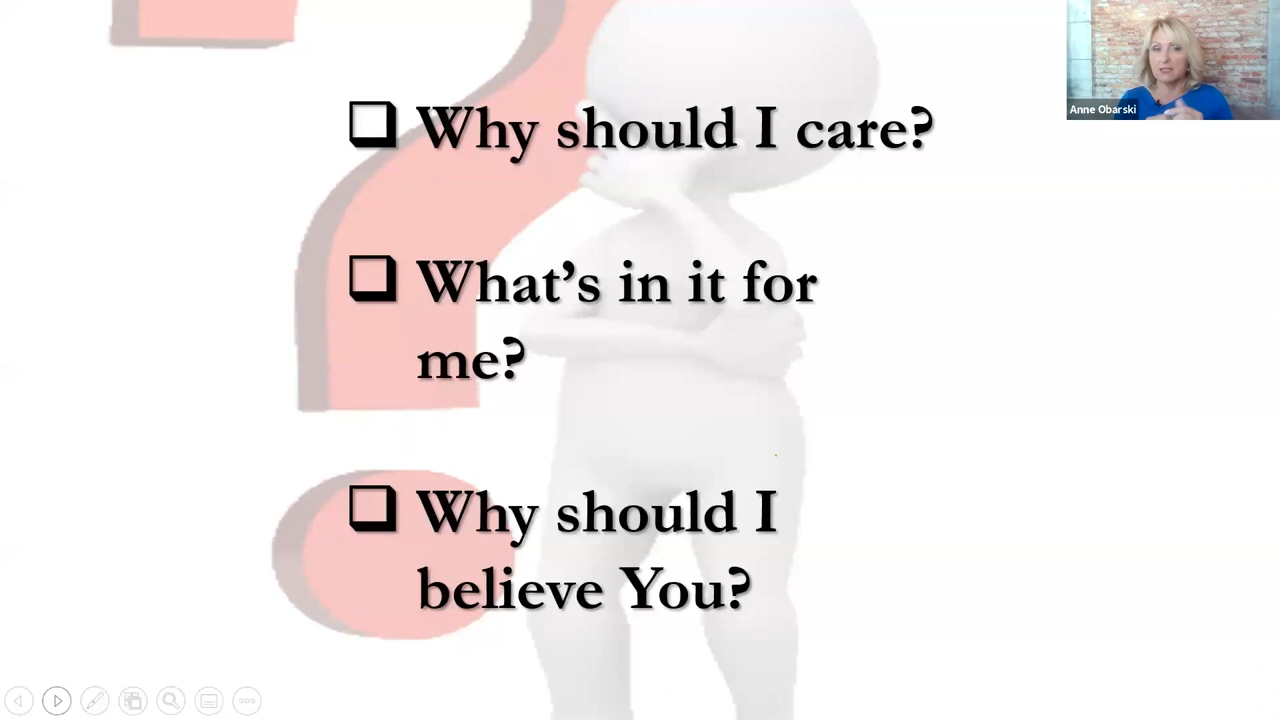 Why should I care?
What's in it for
me?
Why should I
believe You?
Anne Obarski